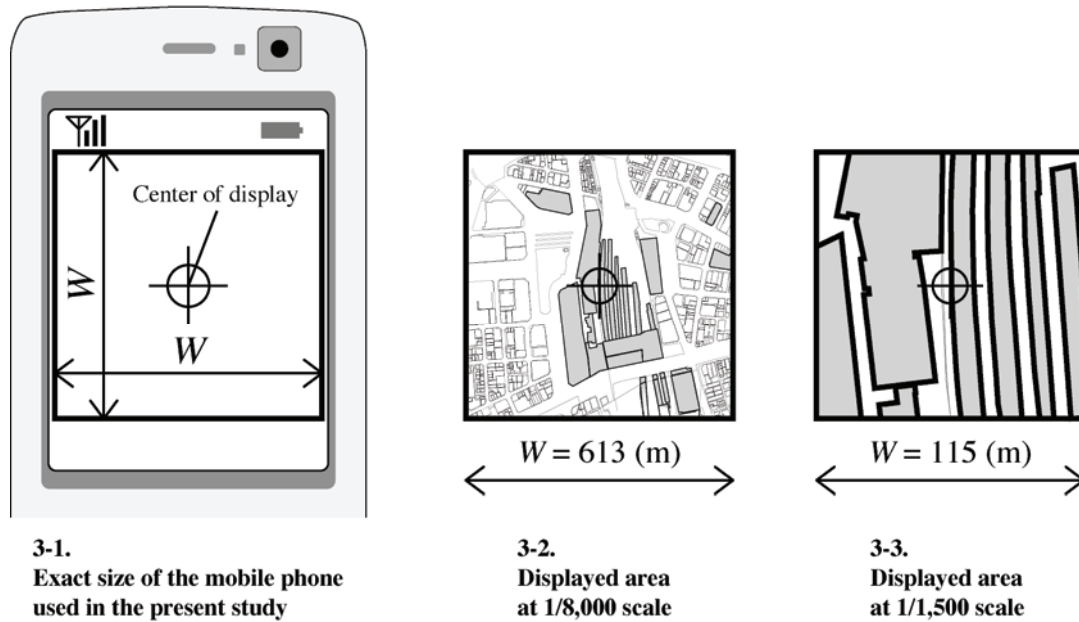 Center of display
W
W
3-1.
Exact size of the mobile phone
used in the present study
W = 613 (m)
3-2.
Displayed area
at 1/8,000 scale
W = 115 (m)
3-3.
Displayed area
at 1/1,500 scale